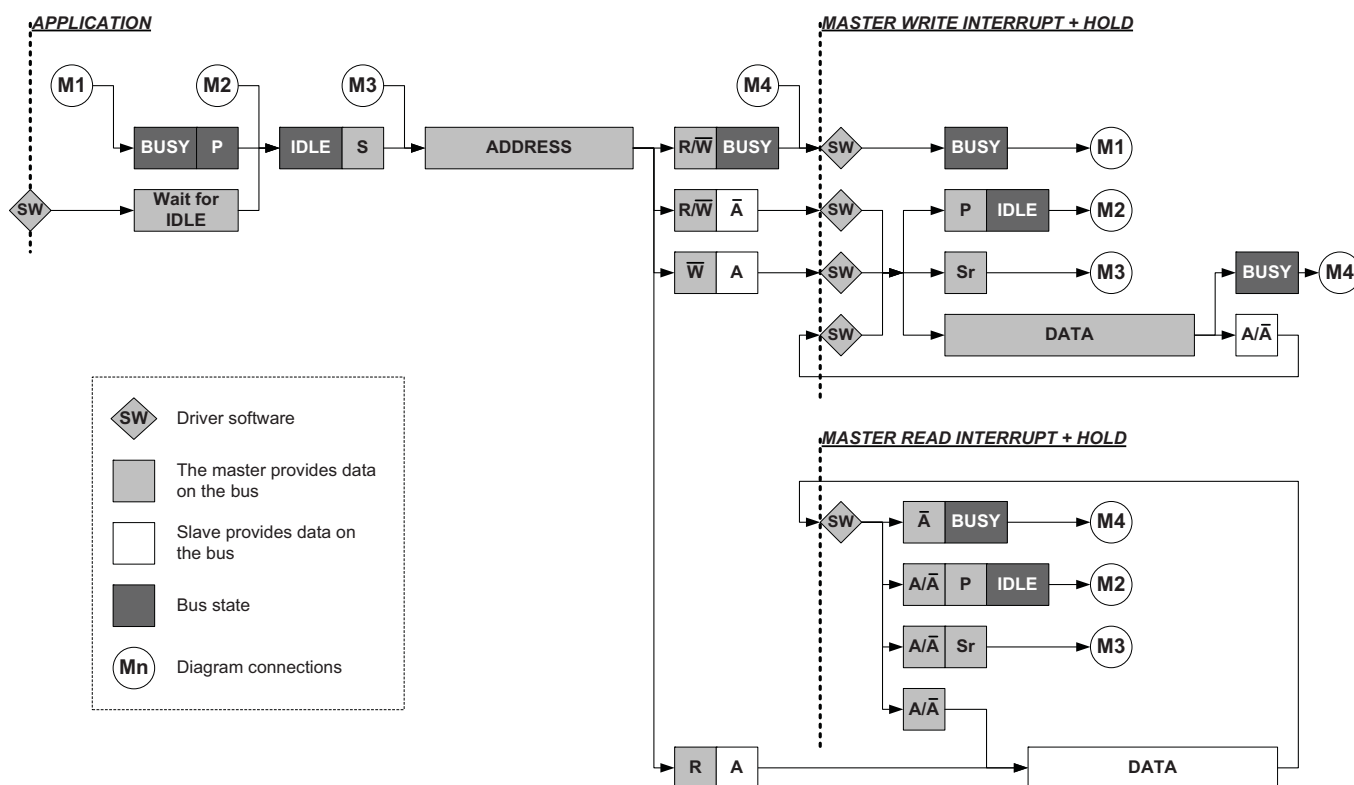 APPLICATION
MASTER WRITE INTERRUPT + HOLD
M1
M2
M3
M4
BUSY P
IDLE S
ADDRESS
R/W̅ BUSY
SW
BUSY
M1
SW
Wait for
IDLE
R/W̅ A̅
SW
P IDLE
M2
W̅ A
SW
Sr
M3
BUSY
M4
SW
DATA
A/A̅
SW
Driver software
The master provides data
on the bus
Slave provides data on
the bus
Bus state
Mn
Diagram connections
MASTER READ INTERRUPT + HOLD
SW
A̅ BUSY
M4
A/A̅ P IDLE
M2
A/A̅ Sr
M3
A/A̅
R A
DATA